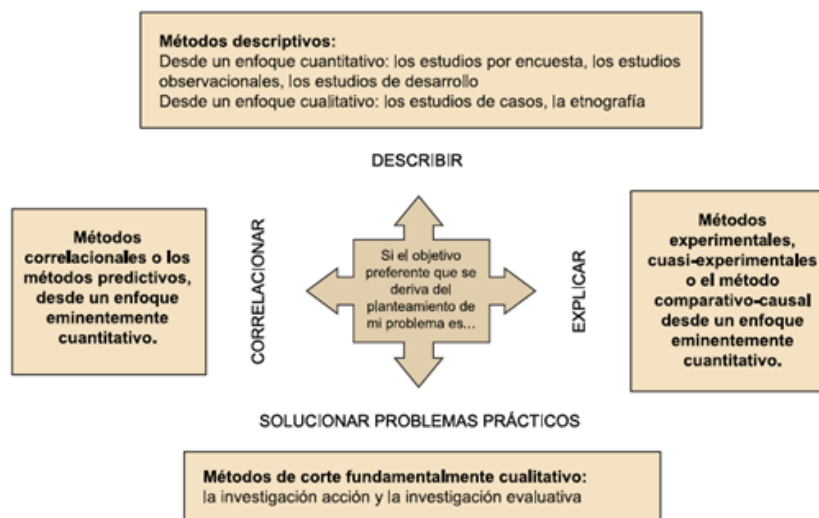 Métodos descriptivos:
Desde un enfoque cuantitativo: los estudios por encuesta, los estudios
observacionales, los estudios de desarrollo
Desde un enfoque cualitativo: los estudios de casos, la etnografía
DESCRIBIR
Métodos
correlacionales o los
métodos predictivos,
desde un enfoque
eminentemente
cuantitativo.
CORRELACIONAR
Si el objetivo
preferente que se
deriva del
planteamiento de
mi problema es...
EXPLICAR
Métodos
experimentales,
cuasi-experimentales
o el método
comparativo-causal
desde un enfoque
eminentemente
cuantitativo.
SOLUCIONAR PROBLEMAS PRÁCTICOS
Métodos de corte fundamentalmente cualitativo:
la investigación acción y la investigación evaluativa